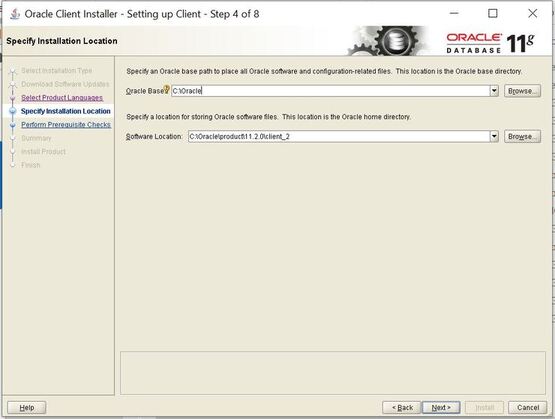 Oracle Client Installer - Setting up Client - Step 4 of 8
Specify Installation Location
ORACLE
DATABASE 11g
Select Installation Type
Download Software Updates
Select Product Languages
Specify Installation Location
Perform Prerequisite Checks
Summary
Install Product
Finish
Specify an Oracle base path to place all Oracle software and configuration-related files. This location is the Oracle base directory.
Oracle Base: C:\Oracle Browse...
Specify a location for storing Oracle software files. This location is the Oracle home directory.
Software Location: C:\Oracle\product\11.2.0\client_2 Browse...
Help < Back Next > Install Cancel